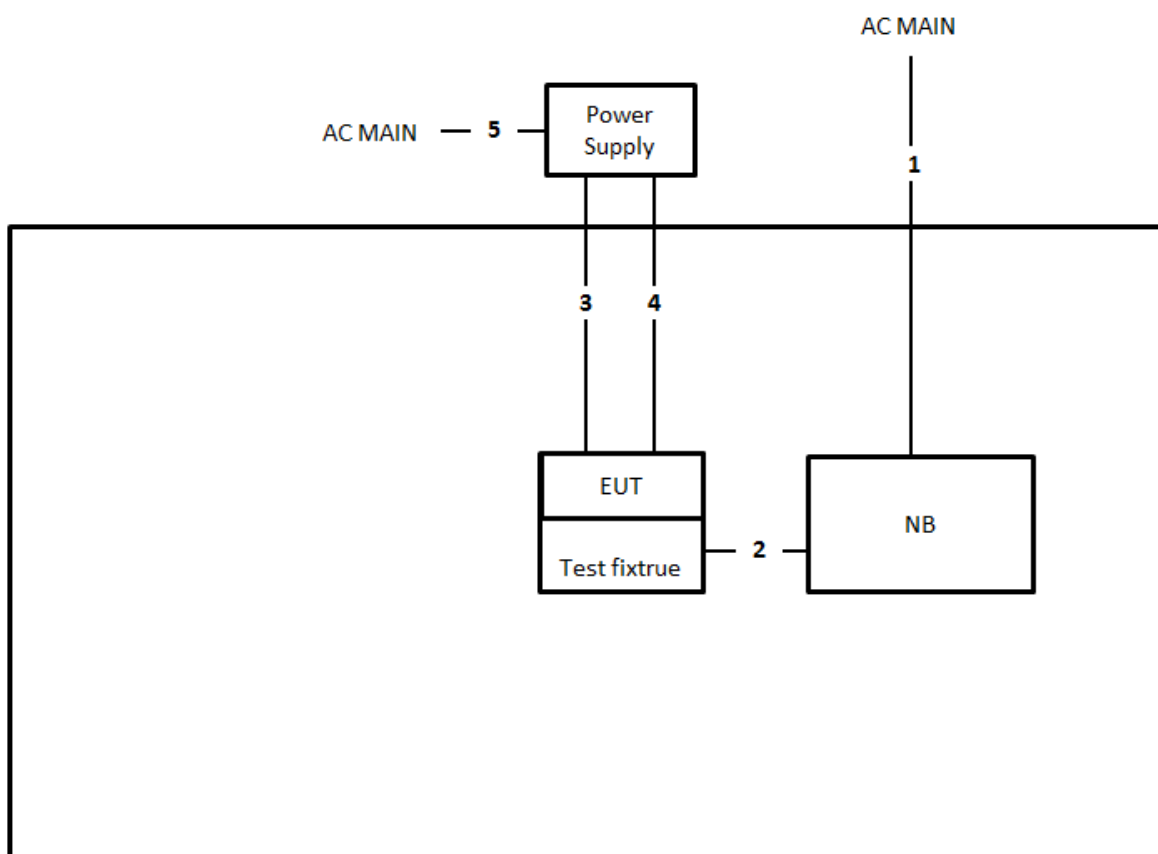 AC MAIN
Power
Supply
AC MAIN
5
1
3
4
EUT
NB
Test fixtrue
2